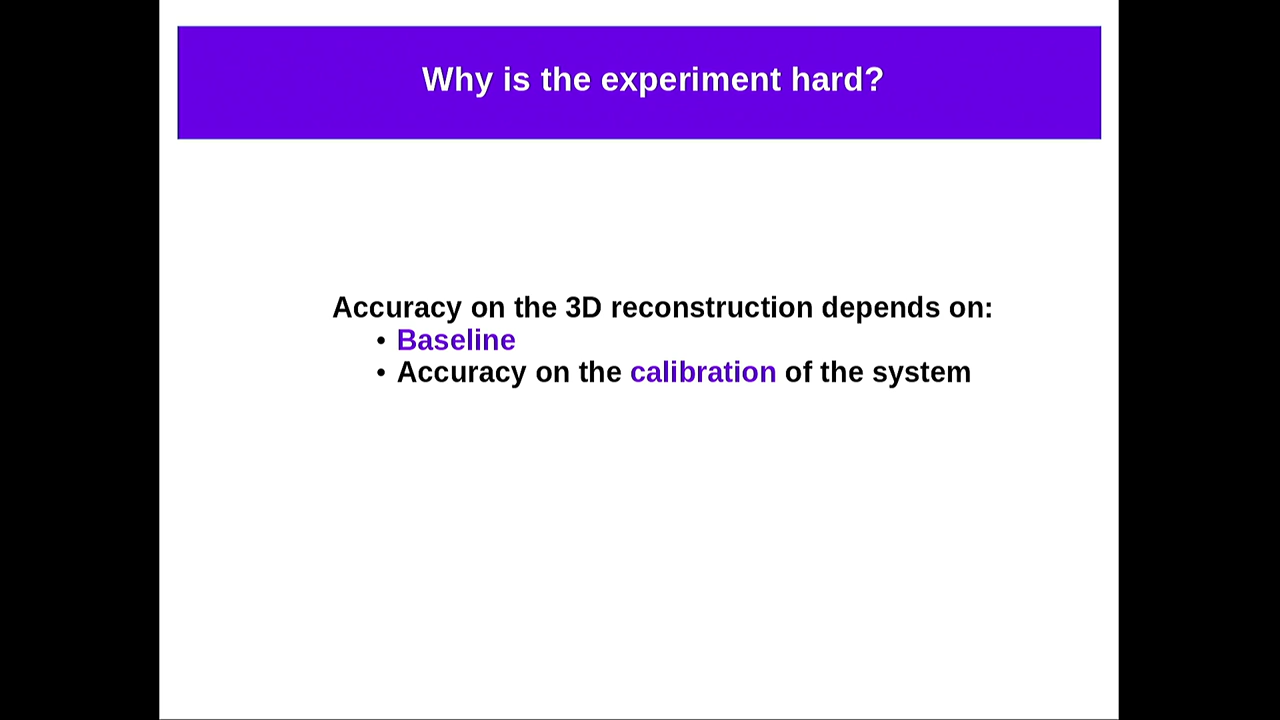 Why is the experiment hard?
Accuracy on the 3D reconstruction depends on:
• Baseline
• Accuracy on the calibration of the system